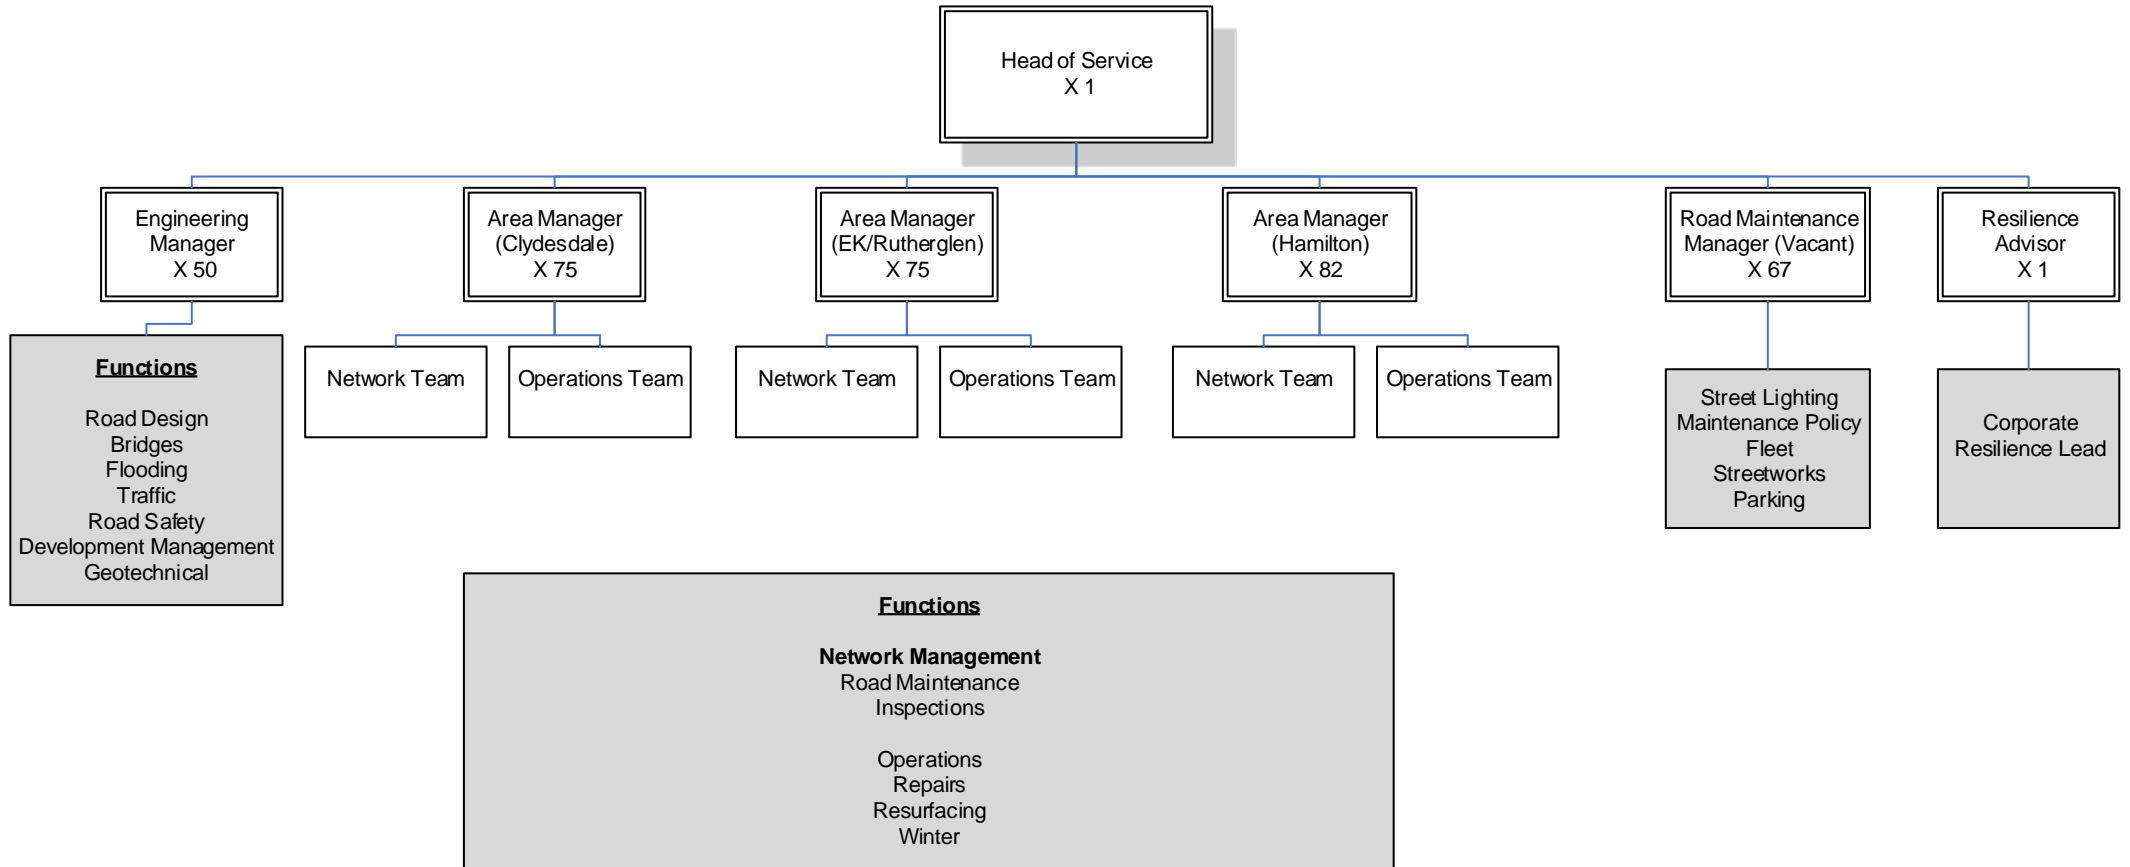 Head of Service
X 1
Engineering
Manager
X 50
Area Manager
(Clydesdale)
X 75
Area Manager
(EK/Rutherglen)
X 75
Area Manager
(Hamilton)
X 82
Road Maintenance
Manager (Vacant)
X 67
Resilience
Advisor
X 1
Functions
Road Design
Bridges
Flooding
Traffic
Road Safety
Development Management
Geotechnical
Network Team
Operations Team
Network Team
Operations Team
Network Team
Operations Team
Street Lighting
Maintenance Policy
Fleet
Streetworks
Parking
Corporate
Resilience Lead
Functions
Network Management
Road Maintenance
Inspections
Operations
Repairs
Resurfacing
Winter